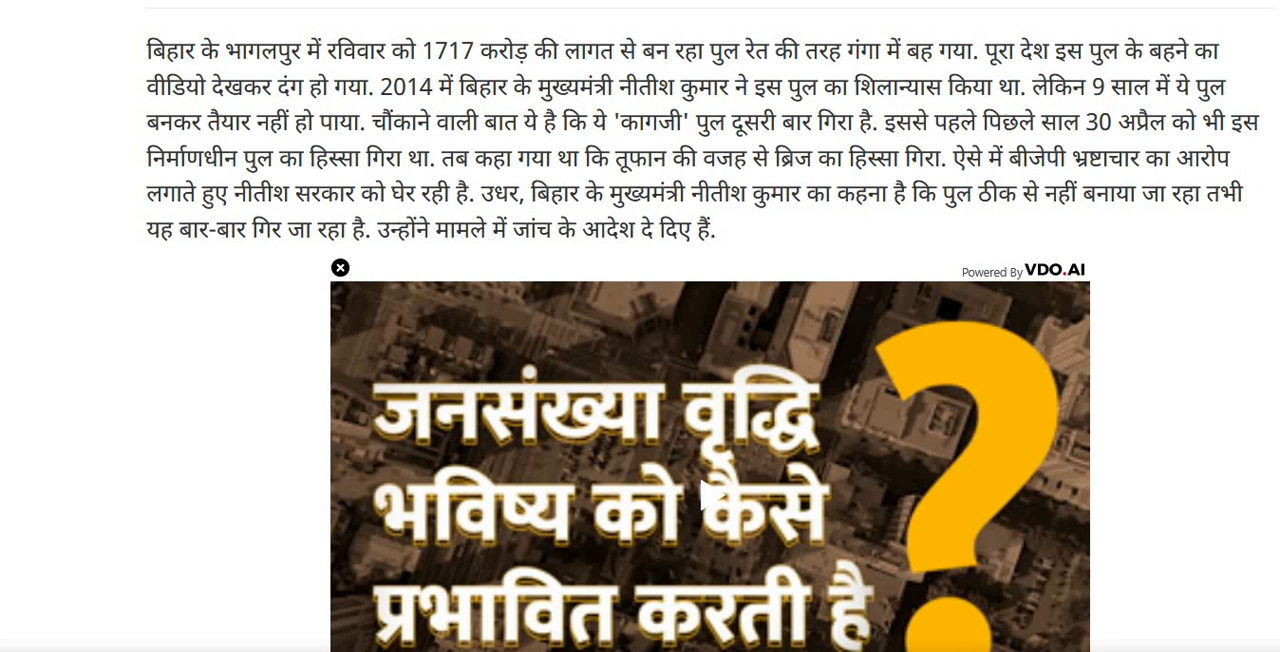 बिहार के भागलपुर में रविवार को 1717 करोड़ की लागत से बन रहा पुल रेत की तरह गंगा में बह गया. पूरा देश इस पुल के बहने का
वीडियो देखकर दंग हो गया. 2014 में बिहार के मुख्यमंत्री नीतीश कुमार ने इस पुल का शिलान्यास किया था. लेकिन 9 साल में ये पुल
बनकर तैयार नहीं हो पाया. चौंकाने वाली बात ये है कि ये 'कागजी' पुल दूसरी बार गिरा है. इससे पहले पिछले साल 30 अप्रैल को भी इस
निर्माणधीन पुल का हिस्सा गिरा था. तब कहा गया था कि तूफान की वजह से ब्रिज का हिस्सा गिरा. ऐसे में बीजेपी भ्रष्टाचार का आरोप
लगाते हुए नीतीश सरकार को घेर रही है. उधर, बिहार के मुख्यमंत्री नीतीश कुमार का कहना है कि पुल ठीक से नहीं बनाया जा रहा तभी
यह बार-बार गिर जा रहा है. उन्होंने मामले में जांच के आदेश दे दिए हैं.
Powered By VDO.AI
जनसंख्या वृद्धि
भविष्य को कैसे
प्रभावित करती है
?